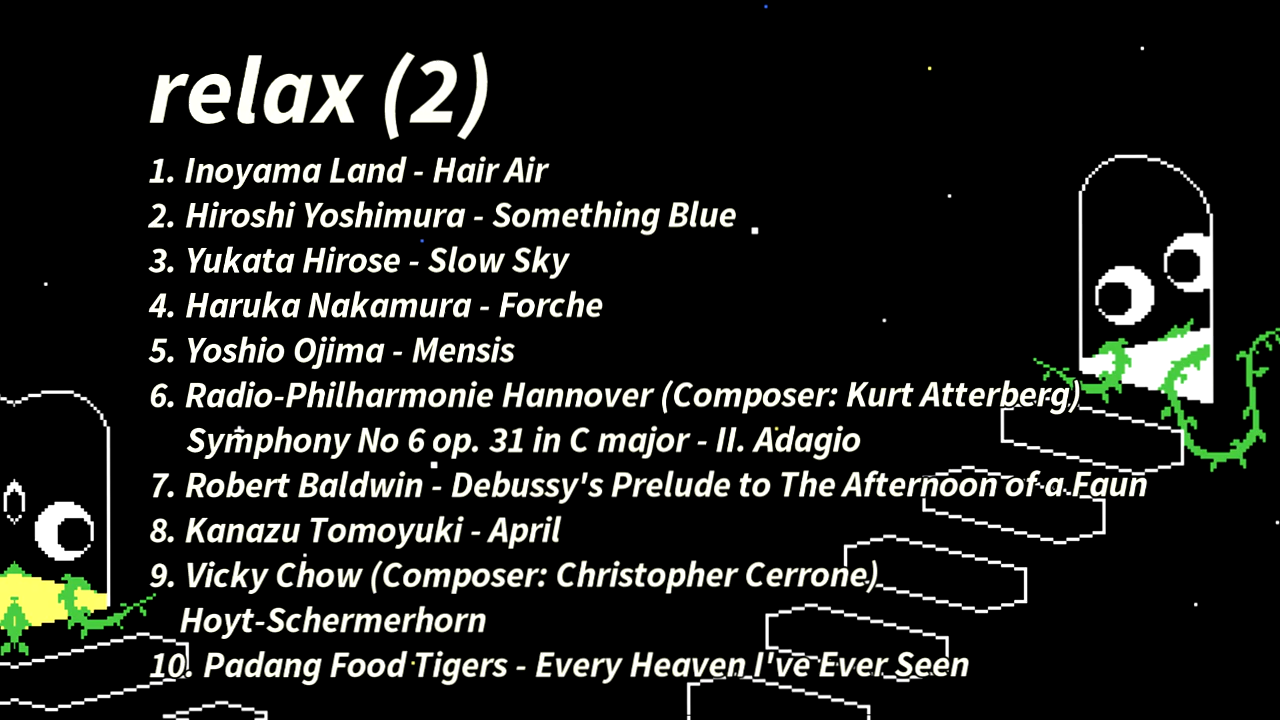 relax (2)
1. Inoyama Land - Hair Air
2. Hiroshi Yoshimura - Something Blue
3. Yukata Hirose - Slow Sky
4. Haruka Nakamura - Forche
5. Yoshio Ojima - Mensis
6. Radio-Philharmonie Hannover (Composer: Kurt Atterberg)
Symphony No 6 op. 31 in C major - II. Adagio
7. Robert Baldwin - Debussy's Prelude to The Afternoon of a Faun
8. Kanazu Tomoyuki - April
9. Vicky Chow (Composer: Christopher Cerrone)
Hoyt-Schermerhorn
10. Padang Food Tigers - Every Heaven I've Ever Seen